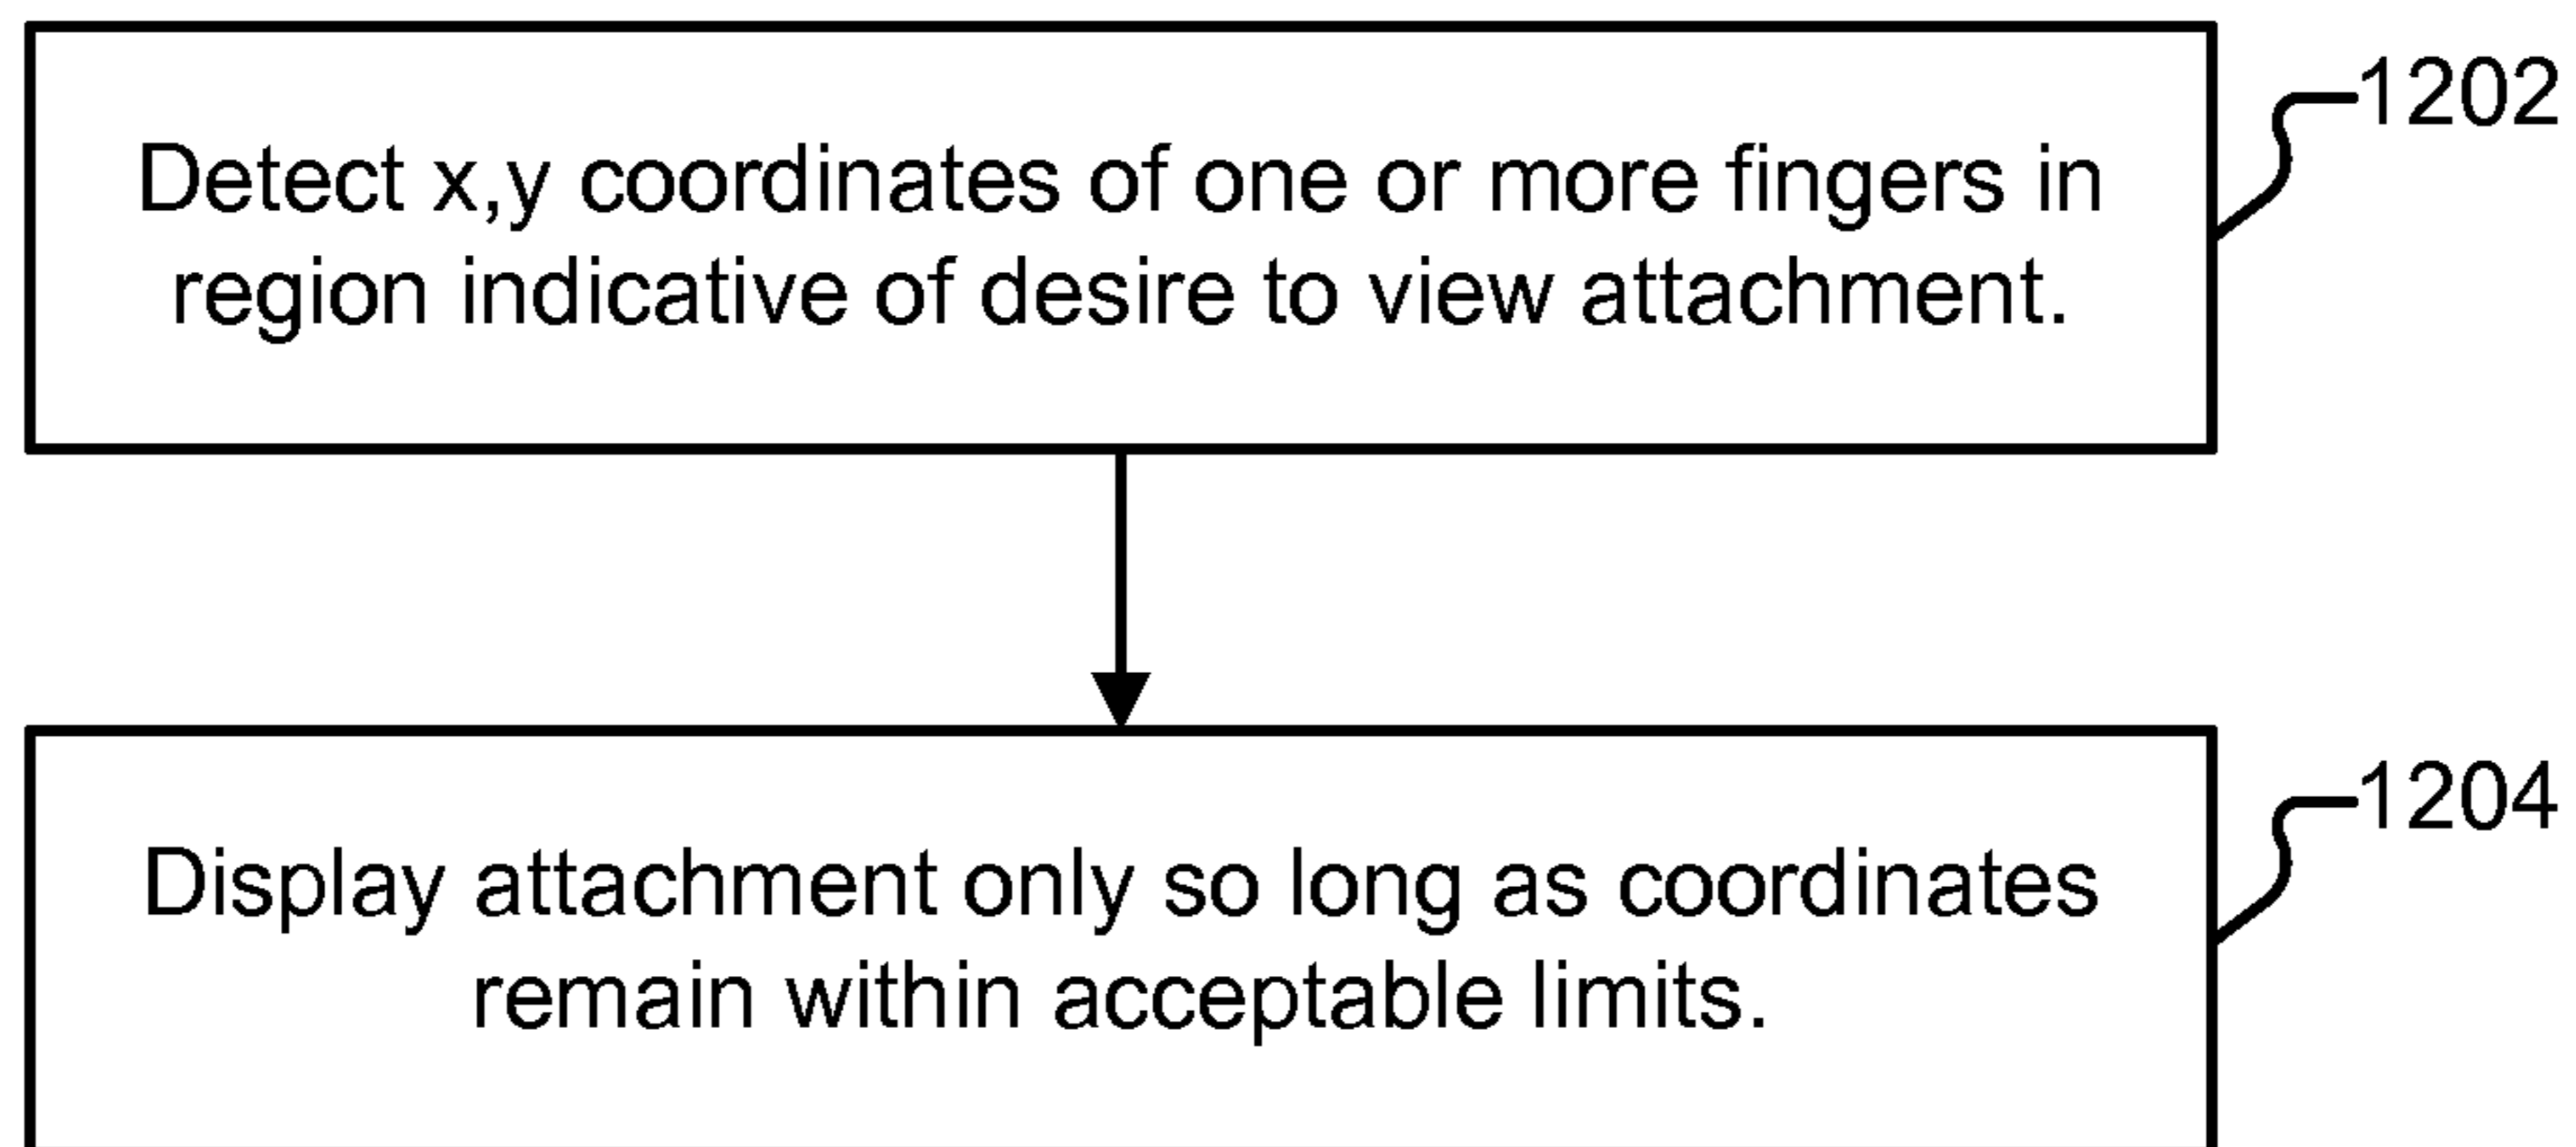 1202
Detect x,y coordinates of one or more fingers in
region indicative of desire to view attachment.
1204
Display attachment only so long as coordinates
remain within acceptable limits.